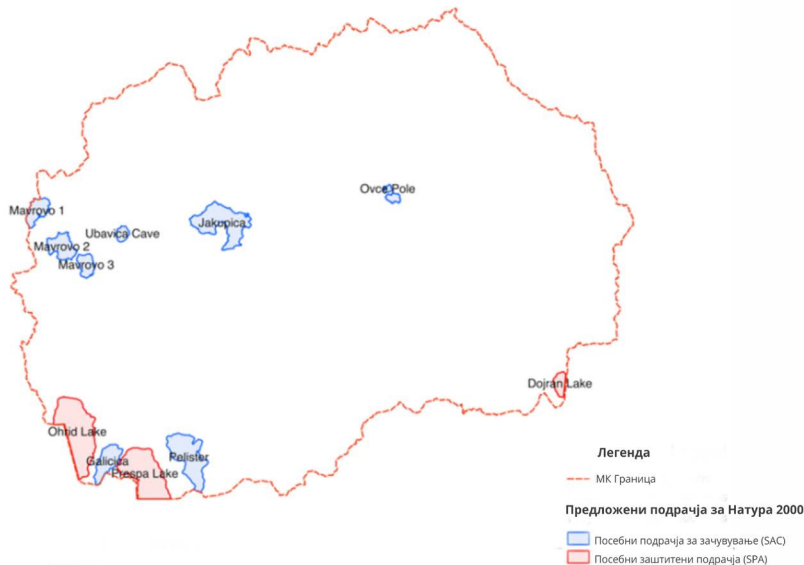 Ovce Pole
Mavrovo 1
Jakupica
Ubavica Cave
Mavrovo 2
Mavrovo 3
Dojran Lake
Ohrid Lake
Galicica
Pelister
Prespa Lake
Легенда
МК Граница
Предложени подрачја за Натура 2000
Посебни подрачја за зачувување (SAC)
Посебни заштитени подрачја (SPA)